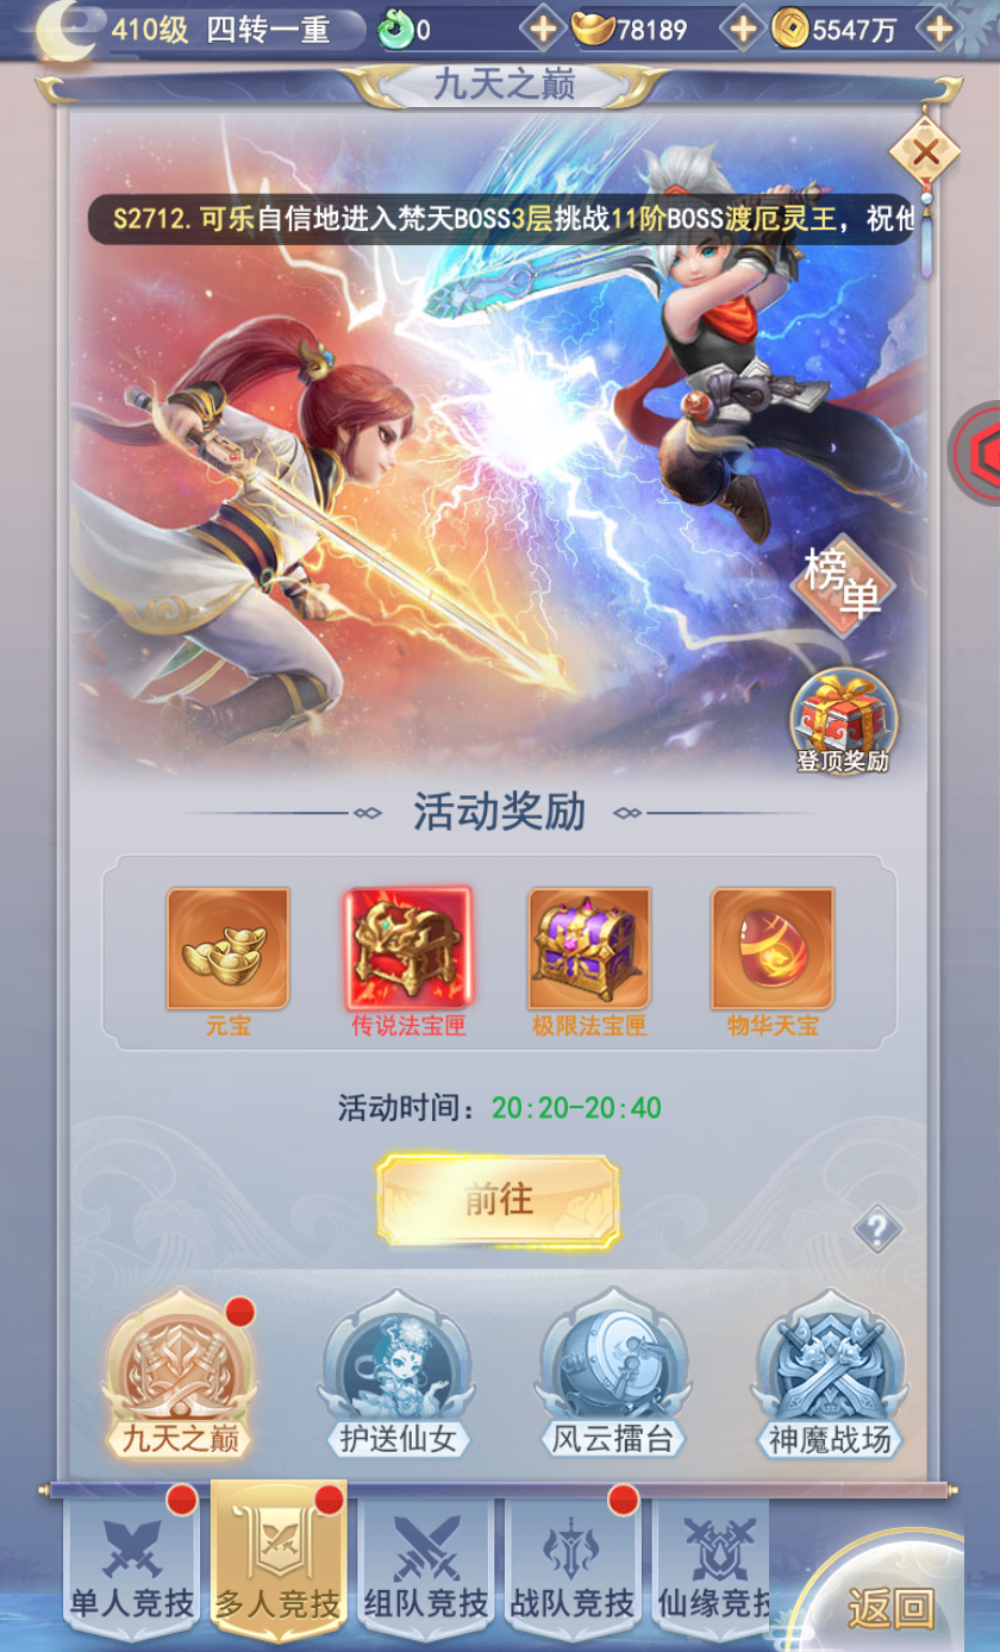 410级 四转一重 0 78189 5547万
九天之巅
S2712.可乐自信地进入梵天BOSS3层挑战11阶BOSS渡厄灵王，祝他
榜单
登顶奖励
活动奖励
元宝 传说法宝匣 极限法宝匣 物华天宝
活动时间：20:20-20:40
前往
?
九天之巅 护送仙女 风云擂台 神魔战场
单人竞技 多人竞技 组队竞技 战队竞技 仙缘竞技
返回